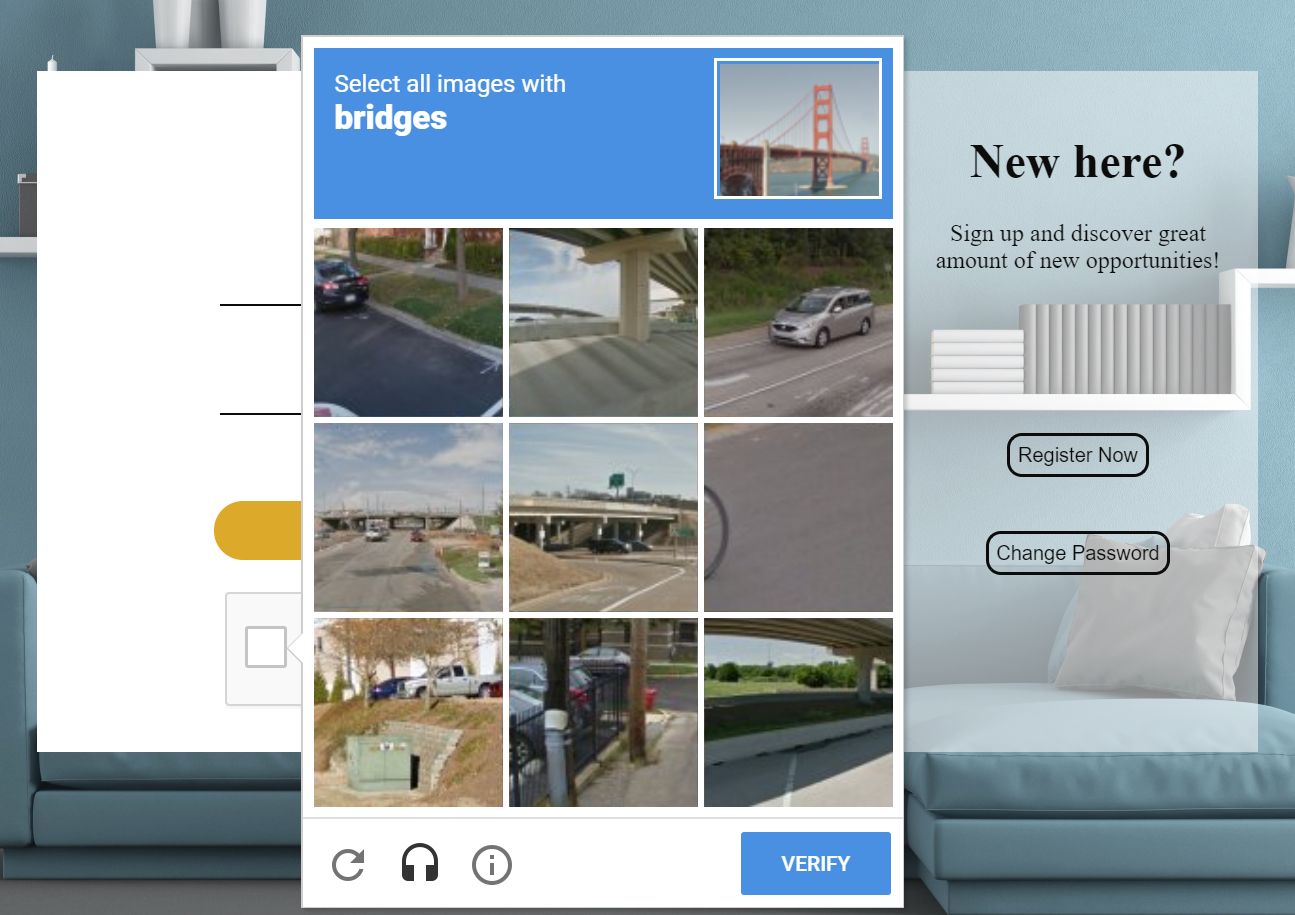 Select all images with
bridges
New here?
Sign up and discover great
amount of new opportunities!
Register Now
Change Password
VERIFY